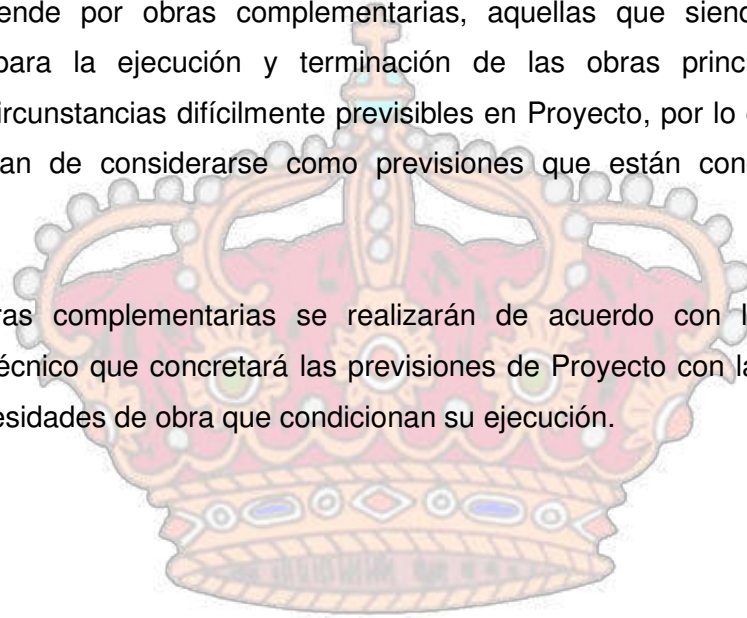 ende por obras complementarias, aquellas que sienc
para la ejecución y terminación de las obras princ
ircunstancias difícilmente previsibles en Proyecto, por lo
an de considerarse como previsiones que están con
ras complementarias se realizarán de acuerdo con l
écnico que concretará las previsiones de Proyecto con la
esidades de obra que condicionan su ejecución.